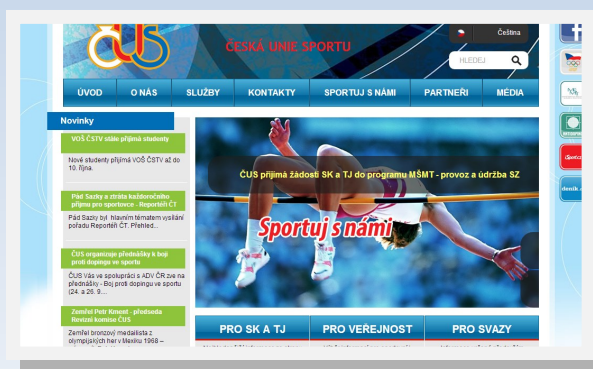 ČUS
ČESKÁ UNIE SPORTU
Čeština
HLEDEJ
ÚVOD
O NÁS
SLUŽBY
KONTAKTY
SPORTUJ S NÁMI
PARTNEŘI
MÉDIA
Novinky
VOŠ ČSTV stále přijímá studenty
Nové studenty přijímá VOŠ ČSTV až do
10. října.
Pád Sazky a ztráta každoročního
příjmu pro sportovce - Reportéři ČT
Pád Sazky byl hlavním tématem vysílání
pořadu Reportéři ČT. Přehled...
ČUS organizuje přednášky k boji
proti dopingu ve sportu
ČUS Vás ve spolupráci s ADV ČR zve na
přednášky - Boj proti dopingu ve sportu
(24. a 26. 9....
Zemřel Petr Kment - předseda
Revizní komise ČUS
Zemřel bronzový medailista z
olympijských her v Mexiku 1968 –
ČUS přijímá žádosti SK a TJ do programu MŠMT - provoz a údržba SZ
Sportuj s námi
PRO SK A TJ
PRO VEŘEJNOST
PRO SVAZY
iSport.cz
deník